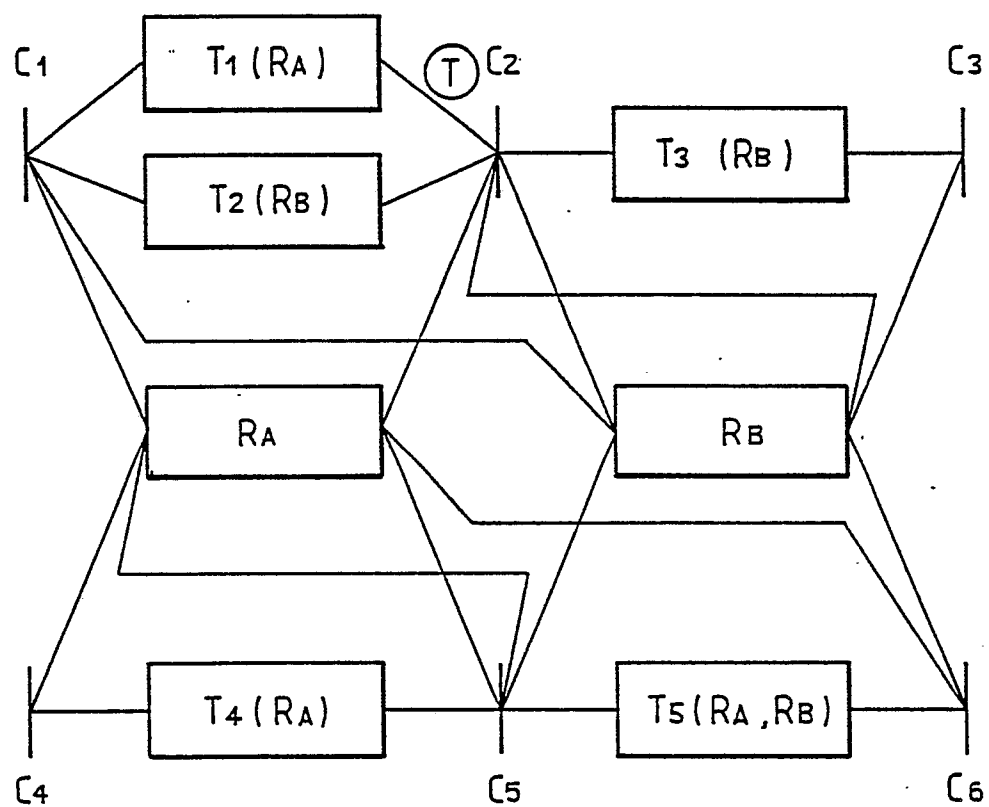 C1
T1 (RA)
T
C2
C3
T2 (RB)
T3 (RB)
RA
RB
T4 (RA)
T5 (RA, RB)
C4
C5
C6